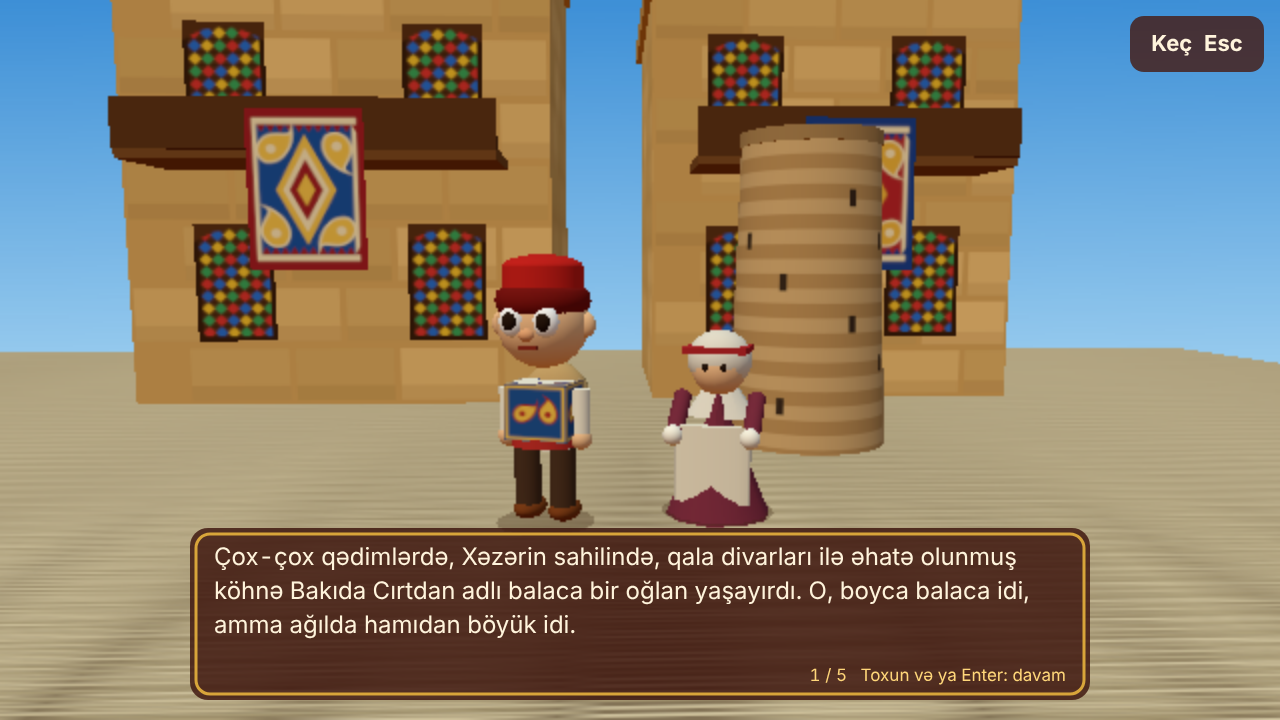 Keç Esc
Çox-çox qədimlərdə, Xəzərin sahilində, qala divarları ilə əhatə olunmuş
köhnə Bakıda Cırtdan adlı balaca bir oğlan yaşayırdı. O, boyca balaca idi,
amma ağılda hamıdan böyük idi.
1 / 5 Toxun və ya Enter: davam